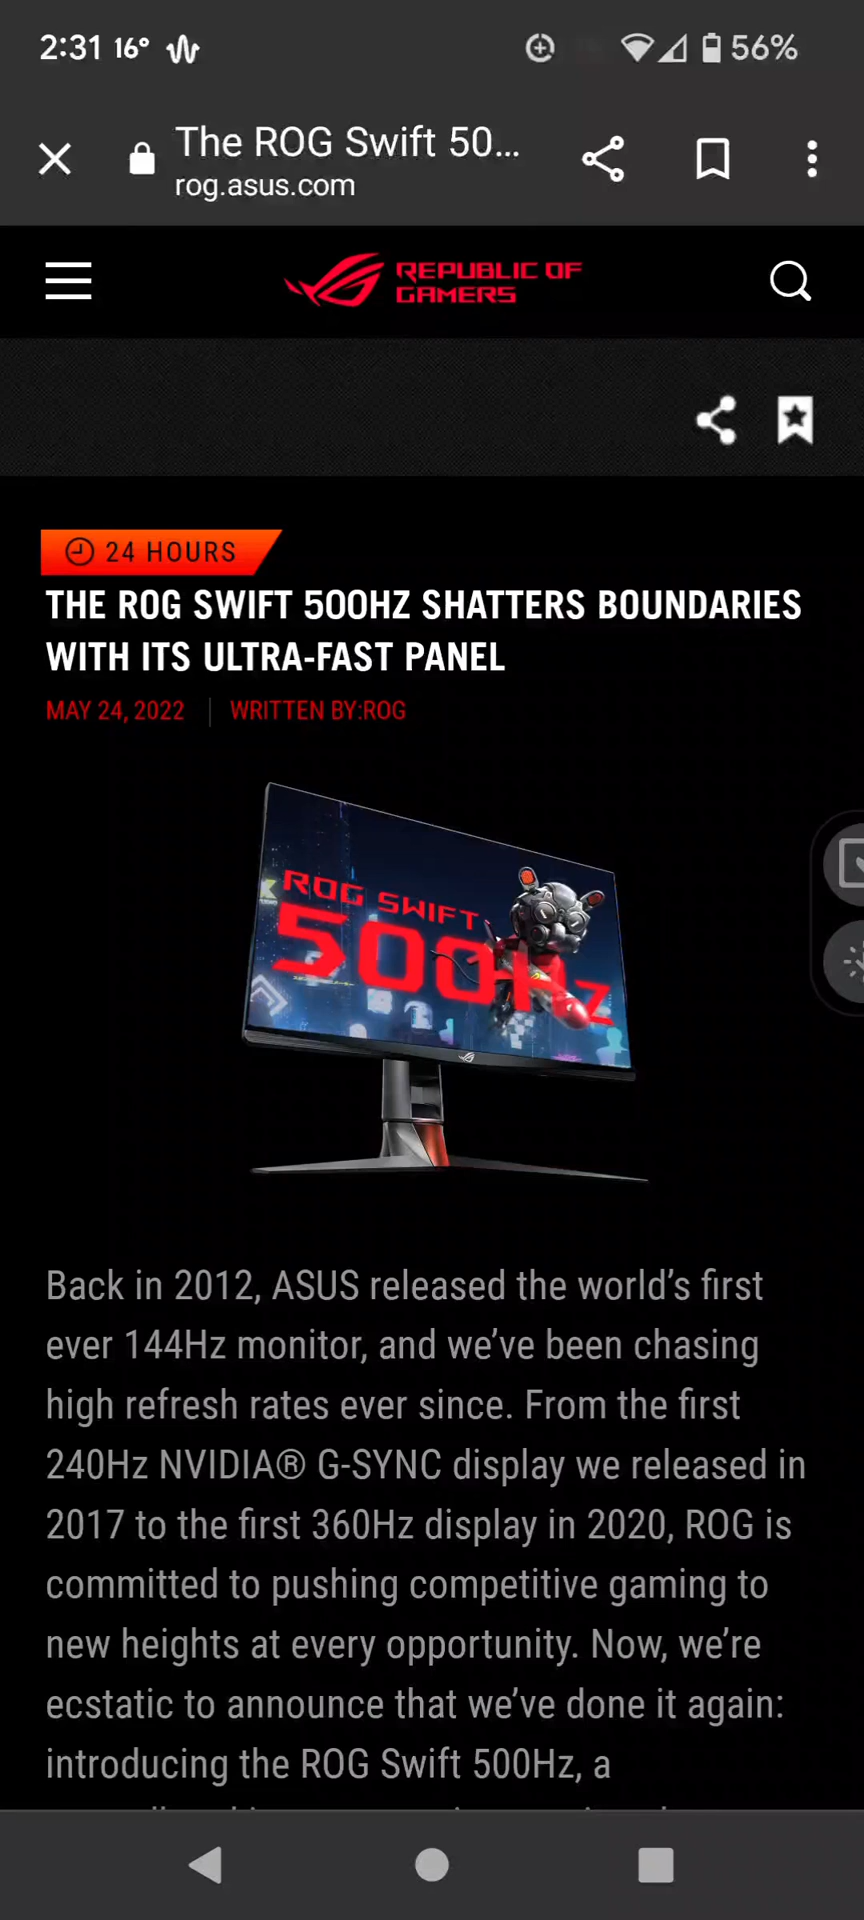 2:31 16° 56%
The ROG Swift 50...
rog.asus.com
REPUBLIC OF
GAMERS
24 HOURS
THE ROG SWIFT 500HZ SHATTERS BOUNDARIES
WITH ITS ULTRA-FAST PANEL
MAY 24, 2022 WRITTEN BY:ROG
ROG SWIFT
500Hz
Back in 2012, ASUS released the world’s first
ever 144Hz monitor, and we’ve been chasing
high refresh rates ever since. From the first
240Hz NVIDIA® G-SYNC display we released in
2017 to the first 360Hz display in 2020, ROG is
committed to pushing competitive gaming to
new heights at every opportunity. Now, we’re
ecstatic to announce that we’ve done it again:
introducing the ROG Swift 500Hz, a